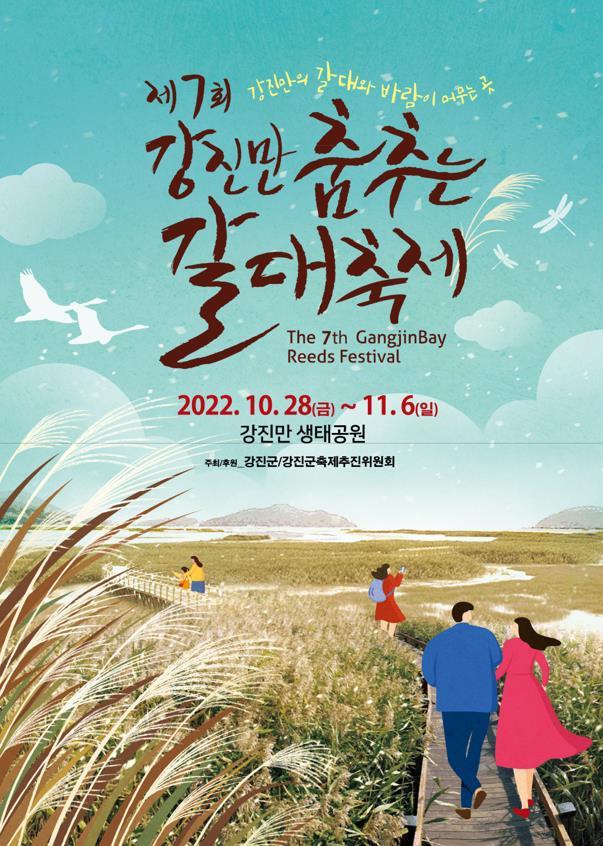 제7회
강진만의 갈대와 바람이 머무는 곳
강진만 춤추는
갈대축제
The 7th GangjinBay
Reeds Festival
2022. 10. 28(금) ~ 11. 6(일)
강진만 생태공원
주최/후원_강진군/강진군축제추진위원회